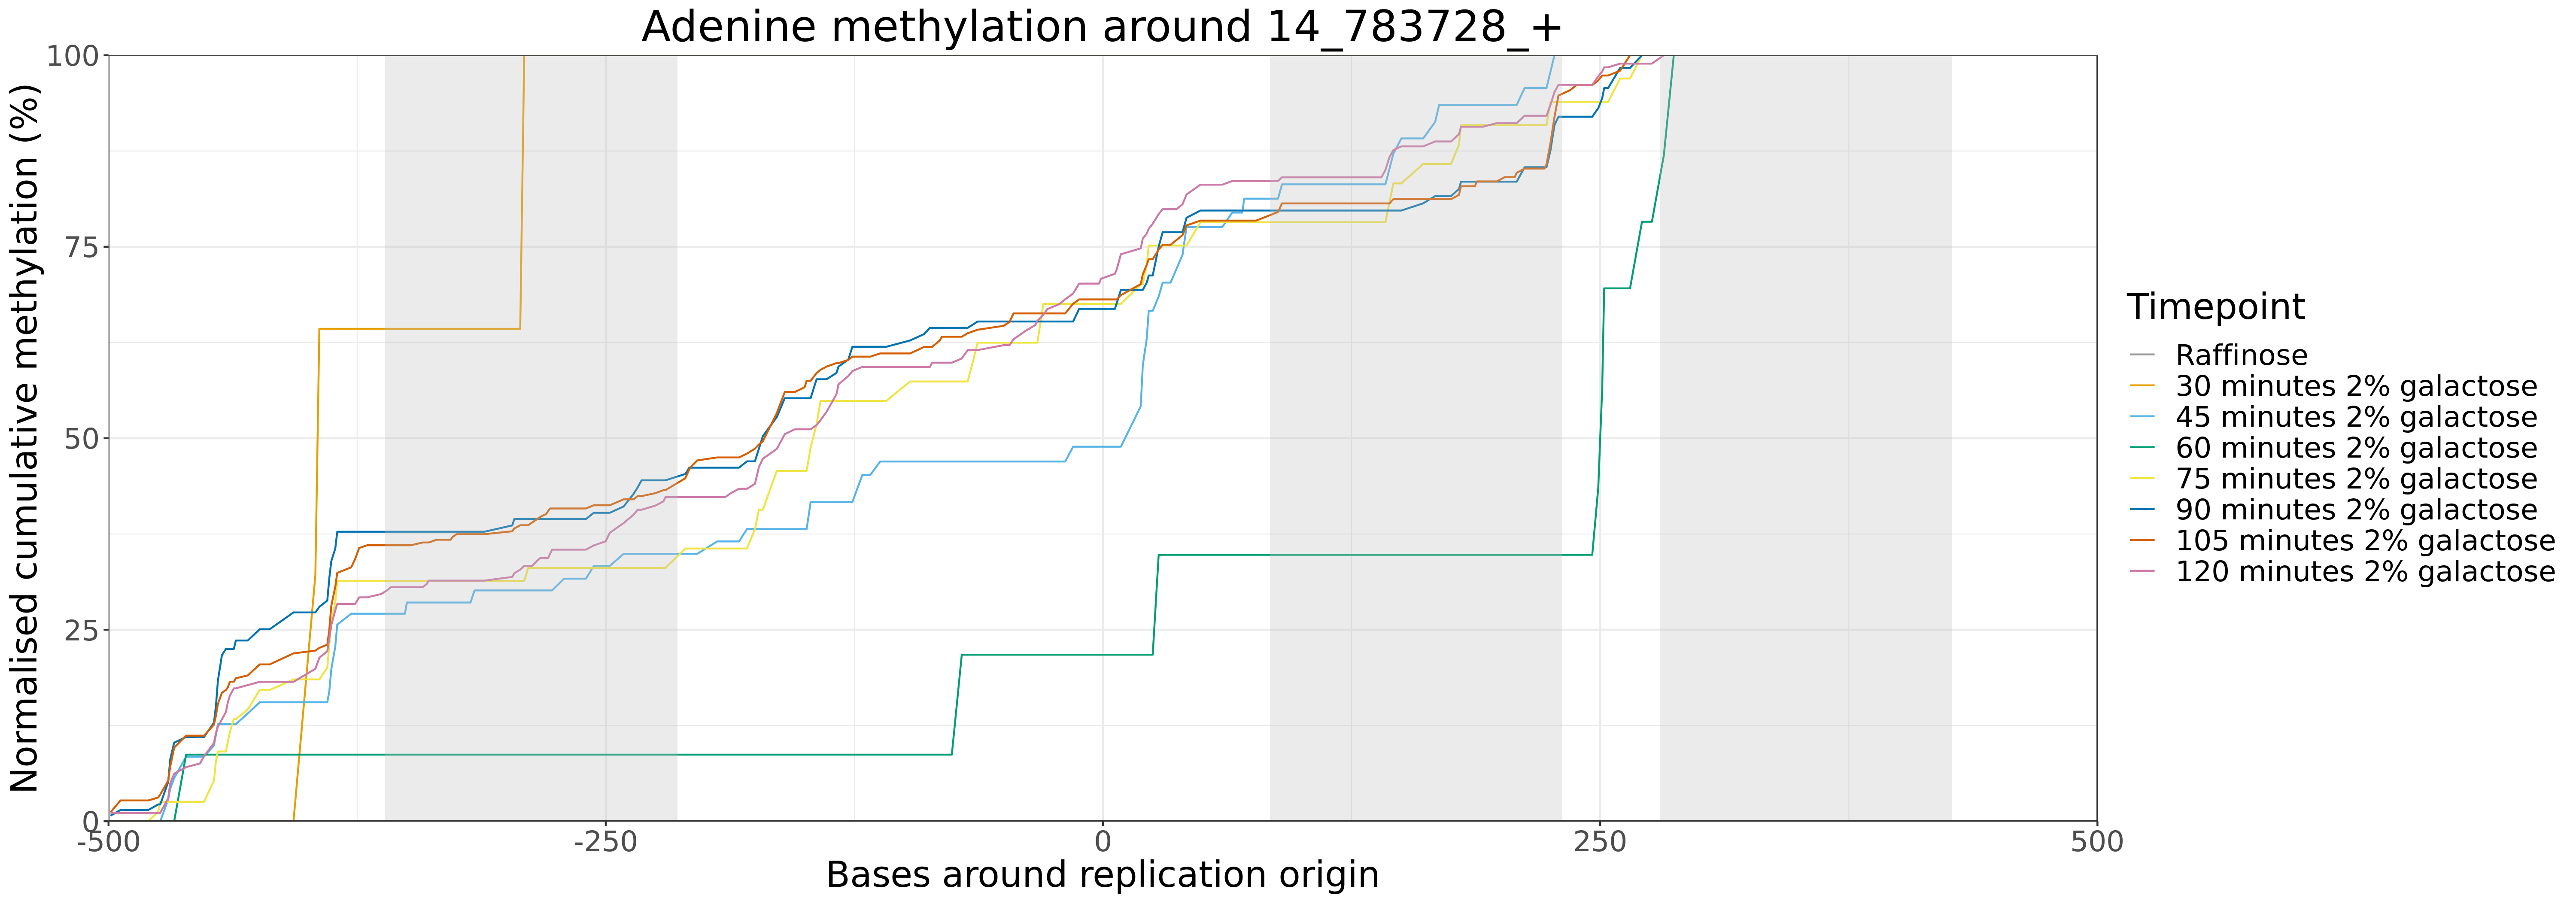 Adenine methylation around 14_783728_+
Normalised cumulative methylation (%)
100
75
50
25
0
-500
-250
0
250
500
Bases around replication origin
Timepoint
Raffinose
30 minutes 2% galactose
45 minutes 2% galactose
60 minutes 2% galactose
75 minutes 2% galactose
90 minutes 2% galactose
105 minutes 2% galactose
120 minutes 2% galactose